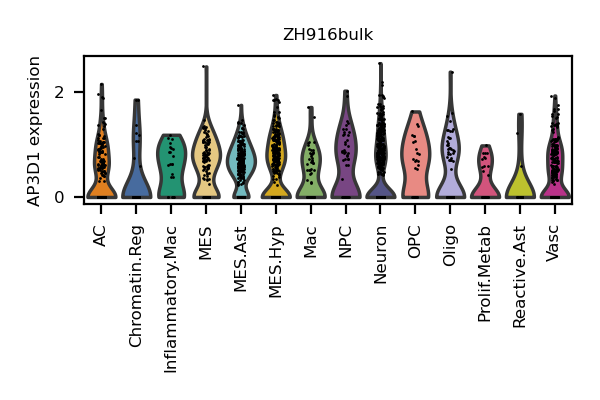 ZH916bulk
AP3D1 expression
2
0
AC
Chromatin.Reg
Inflammatory.Mac
MES
MES.Ast
MES.Hyp
Mac
NPC
Neuron
OPC
Oligo
Prolif.Metab
Reactive.Ast
Vasc